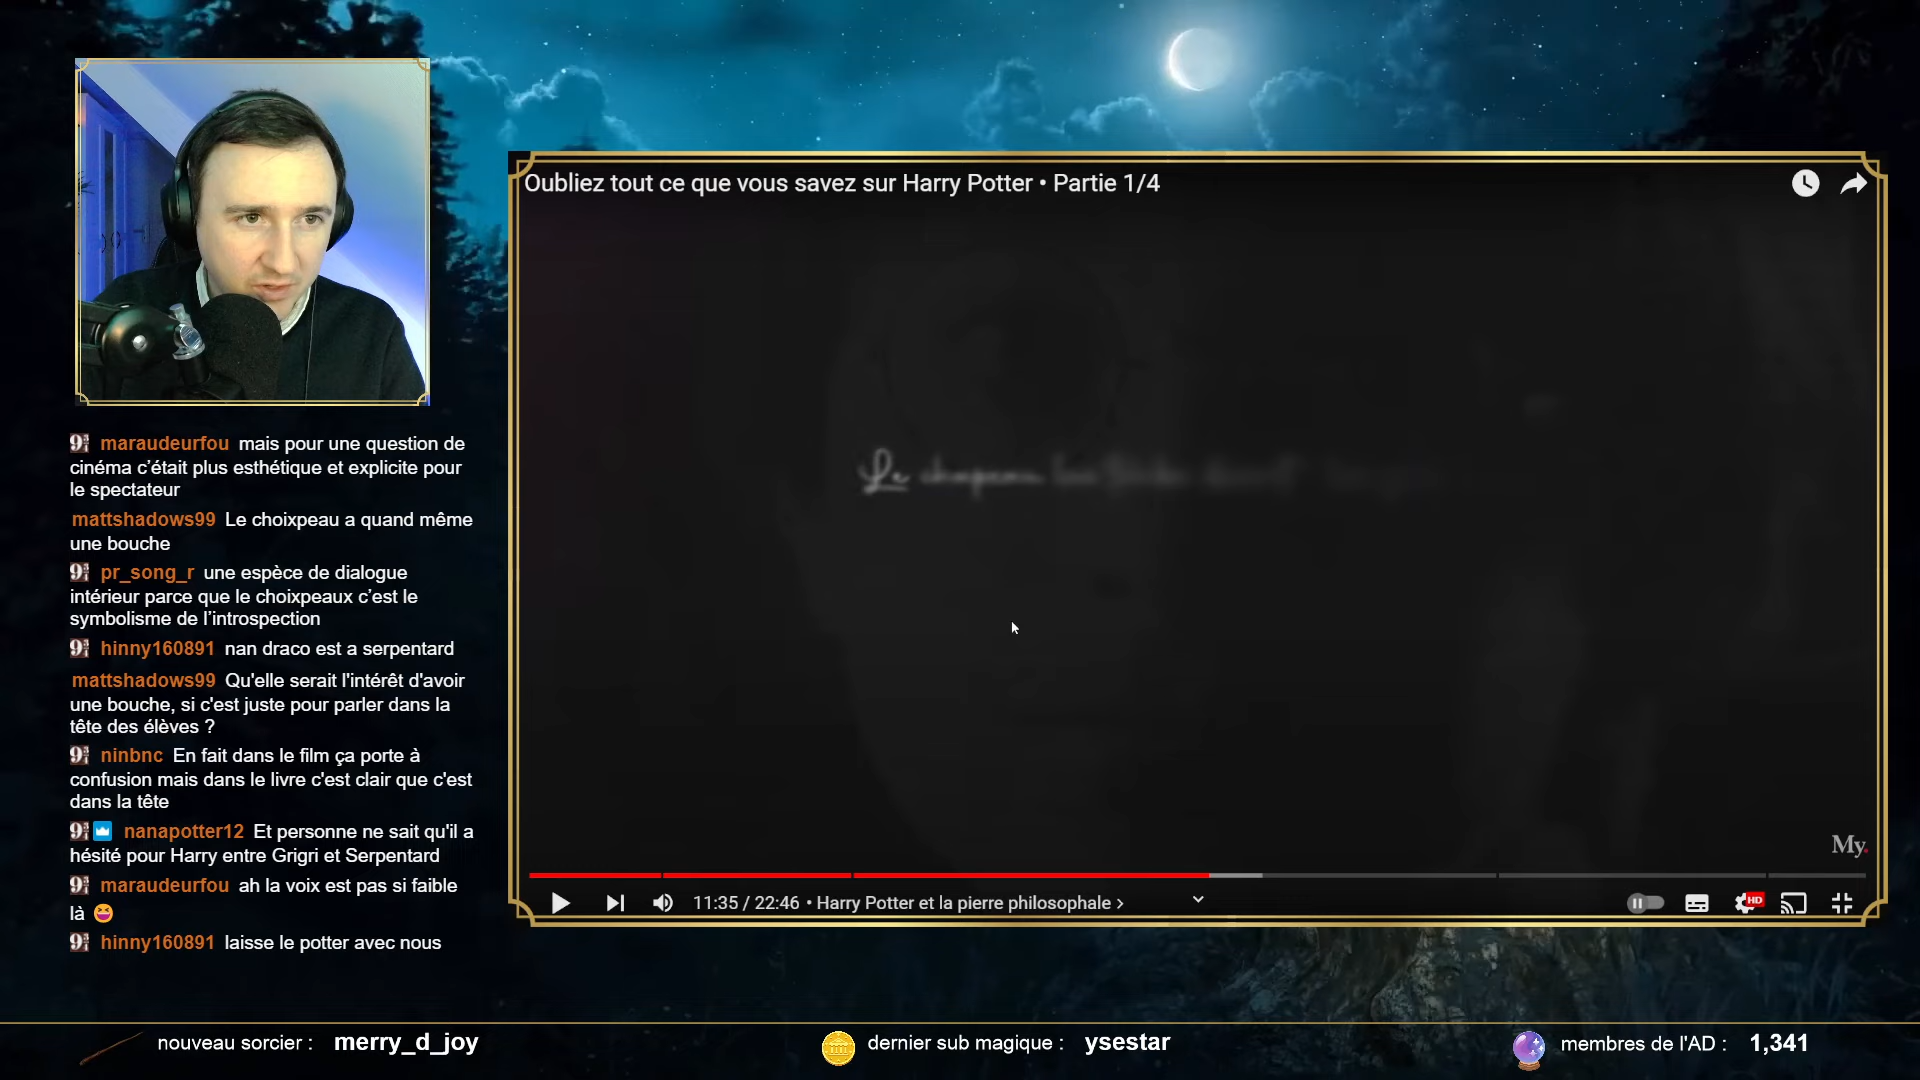 Oubliez tout ce que vous savez sur Harry Potter • Partie 1/4
Le chapeau
My.
11:35 / 22:46 • Harry Potter et la pierre philosophale ›
HD
maraudeurfou mais pour une question de
cinéma c'était plus esthétique et explicite pour
le spectateur
mattshadows99 Le choixpeau a quand même
une bouche
pr_song_r une espèce de dialogue
intérieur parce que le choixpeaux c'est le
symbolisme de l'introspection
hinny160891 nan draco est a serpentard
mattshadows99 Qu'elle serait l'intérêt d'avoir
une bouche, si c'est juste pour parler dans la
tête des élèves ?
ninbnc En fait dans le film ça porte à
confusion mais dans le livre c'est clair que c'est
dans la tête
nanapotter12 Et personne ne sait qu'il a
hésité pour Harry entre Grigri et Serpentard
maraudeurfou ah la voix est pas si faible
là 😆
hinny160891 laisse le potter avec nous
nouveau sorcier : merry_d_joy
dernier sub magique : ysestar
membres de l'AD : 1,341